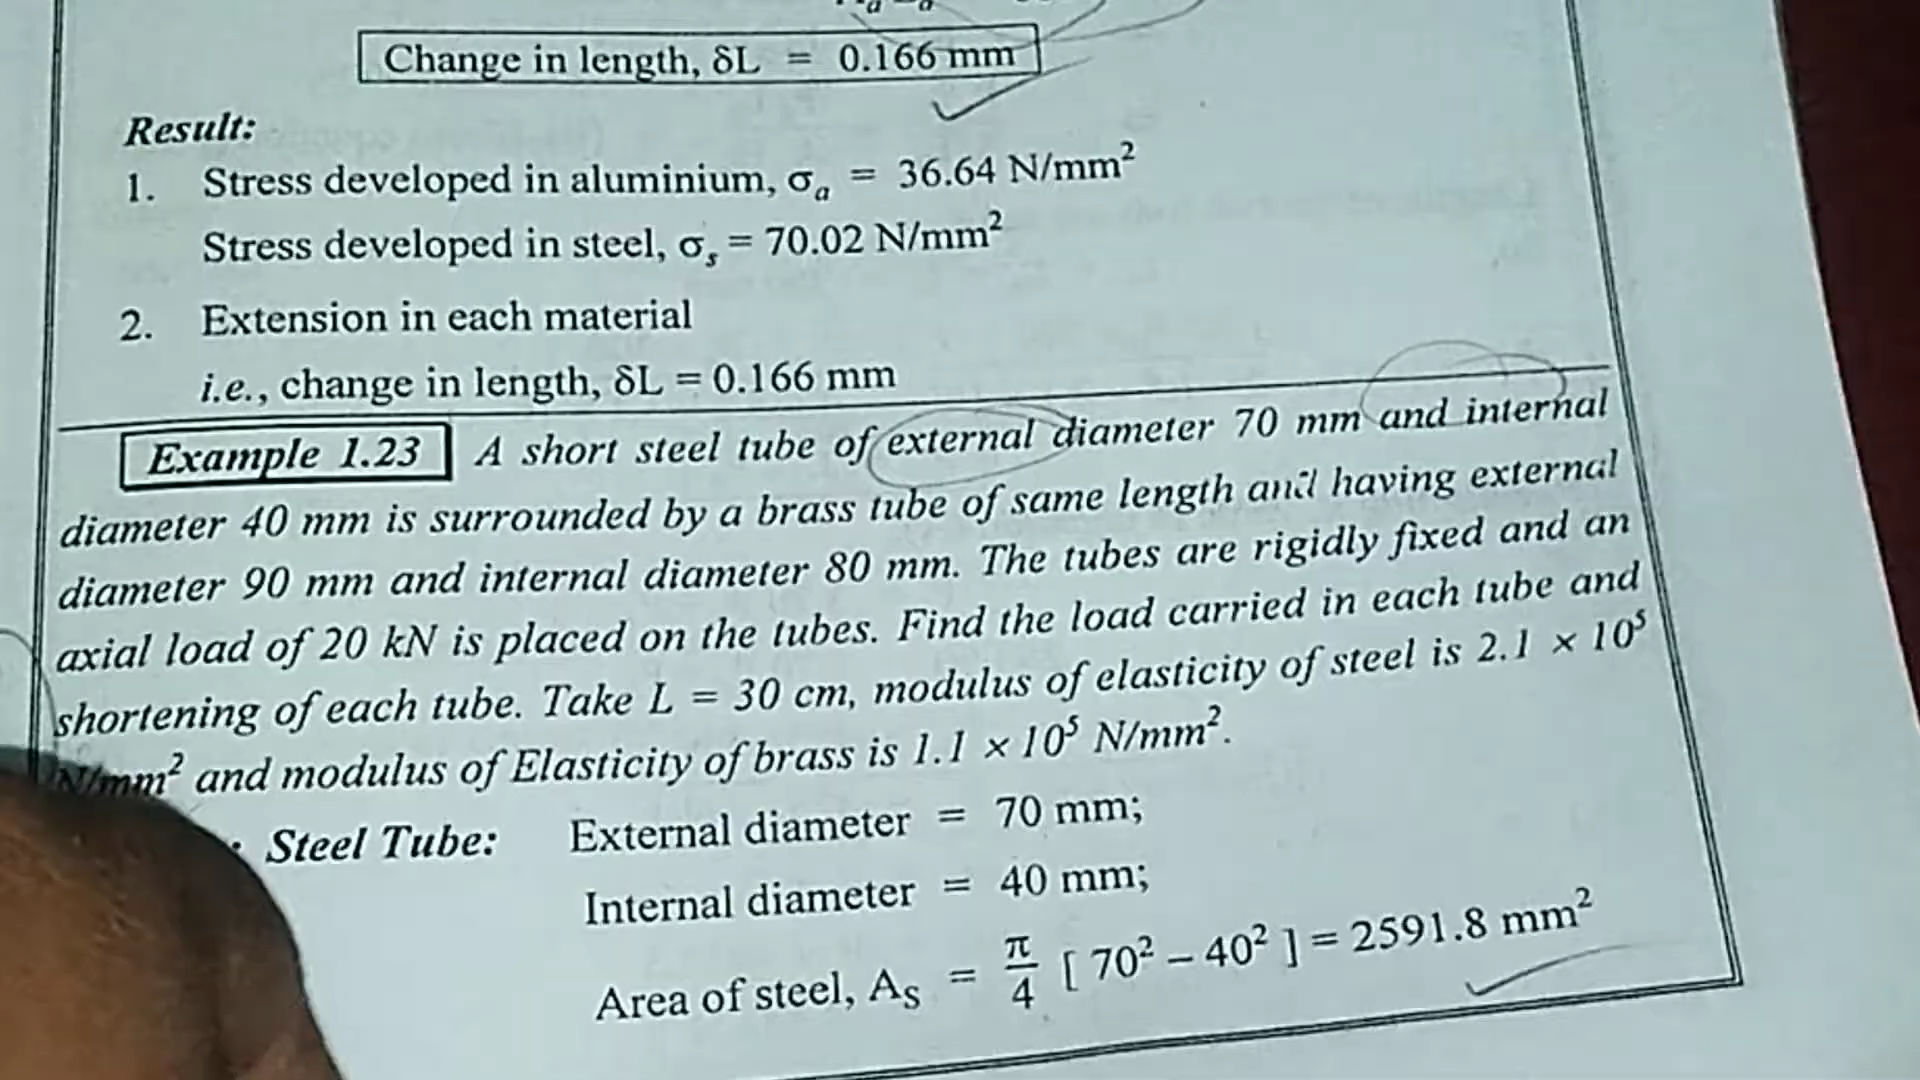 Change in length, δL = 0.166 mm
Result:
1. Stress developed in aluminium, σₐ = 36.64 N/mm²
Stress developed in steel, σₛ = 70.02 N/mm²
2. Extension in each material
i.e., change in length, δL = 0.166 mm
Example 1.23 A short steel tube of external diameter 70 mm and internal
diameter 40 mm is surrounded by a brass tube of same length and having external
diameter 90 mm and internal diameter 80 mm. The tubes are rigidly fixed and an
axial load of 20 kN is placed on the tubes. Find the load carried in each tube and
shortening of each tube. Take L = 30 cm, modulus of elasticity of steel is 2.1 × 10⁵
N/mm² and modulus of Elasticity of brass is 1.1 × 10⁵ N/mm².
Steel Tube: External diameter = 70 mm;
Internal diameter = 40 mm;
Area of steel, Aₛ = π/4 [ 70² – 40² ] = 2591.8 mm²